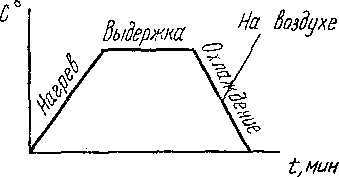 C°
Нагрев
Выдержка
Охлаждение
На воздухе
t, мин